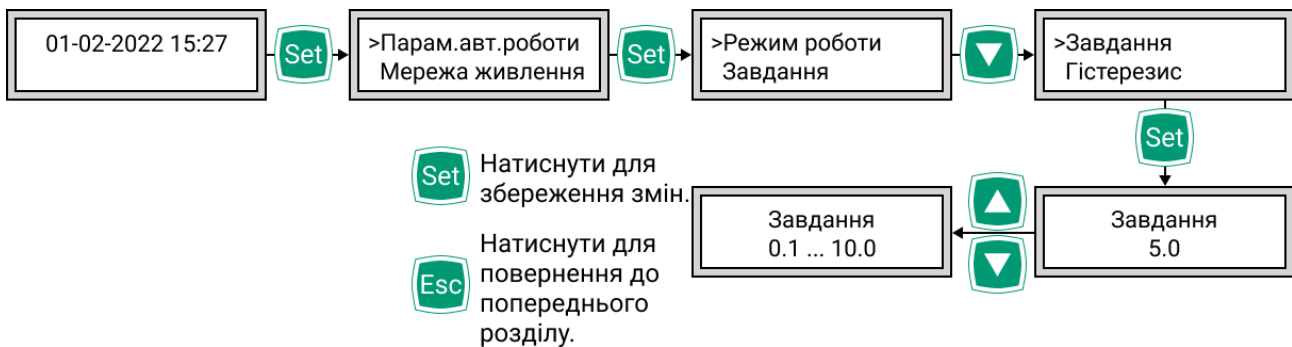 01-02-2022 15:27
Set
>Парам.авт.роботи
Мережа живлення
Set
>Режим роботи
Завдання
>Завдання
Гістерезис
Set
Завдання
5.0
Завдання
0.1 ... 10.0
Set
Натиснути для
збереження змін.
Esc
Натиснути для
повернення до
попереднього
розділу.